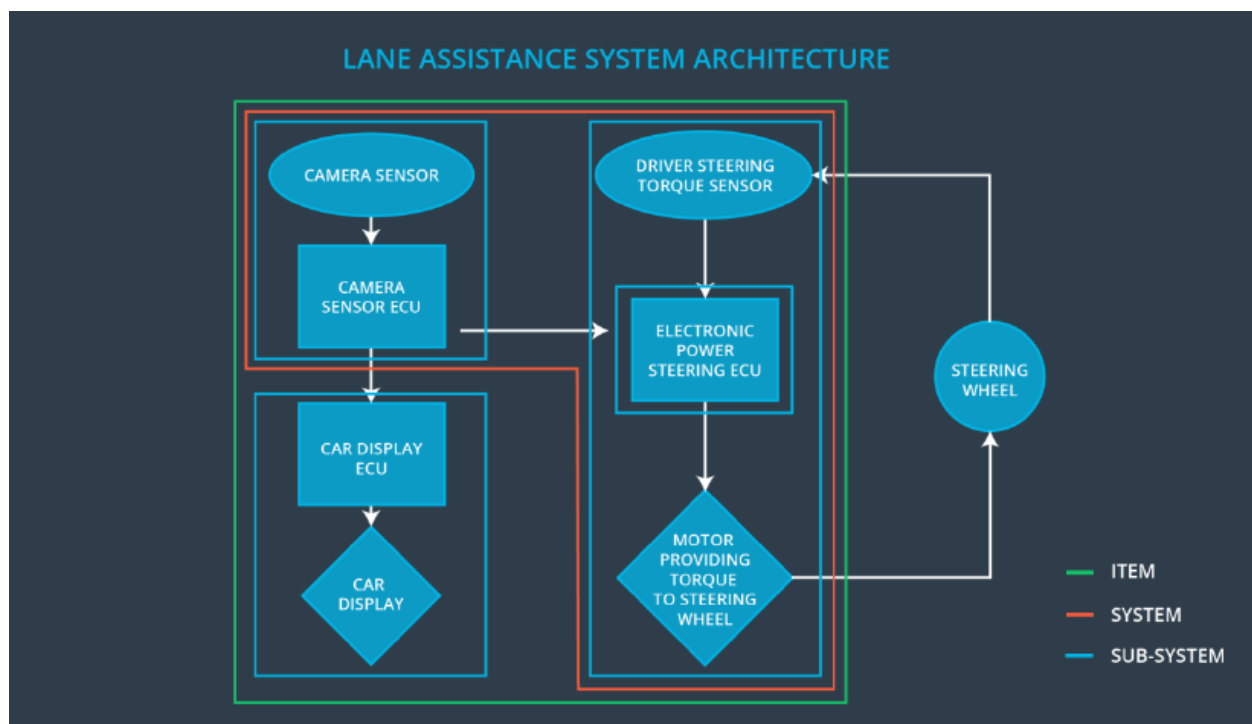 LANE ASSISTANCE SYSTEM ARCHITECTURE
CAMERA SENSOR
CAMERA
SENSOR ECU
CAR DISPLAY
ECU
CAR
DISPLAY
DRIVER STEERING
TORQUE SENSOR
ELECTRONIC
POWER
STEERING ECU
MOTOR
PROVIDING
TORQUE
TO STEERING
WHEEL
STEERING
WHEEL
ITEM
SYSTEM
SUB-SYSTEM